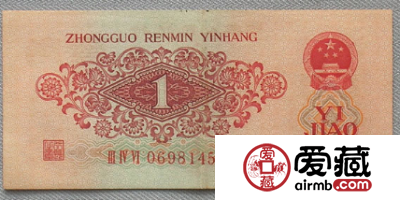 ZHONGGUO RENMIN YINHANG
1
YI
JIAO
III IV VI 0698145
爱藏
airmb.com